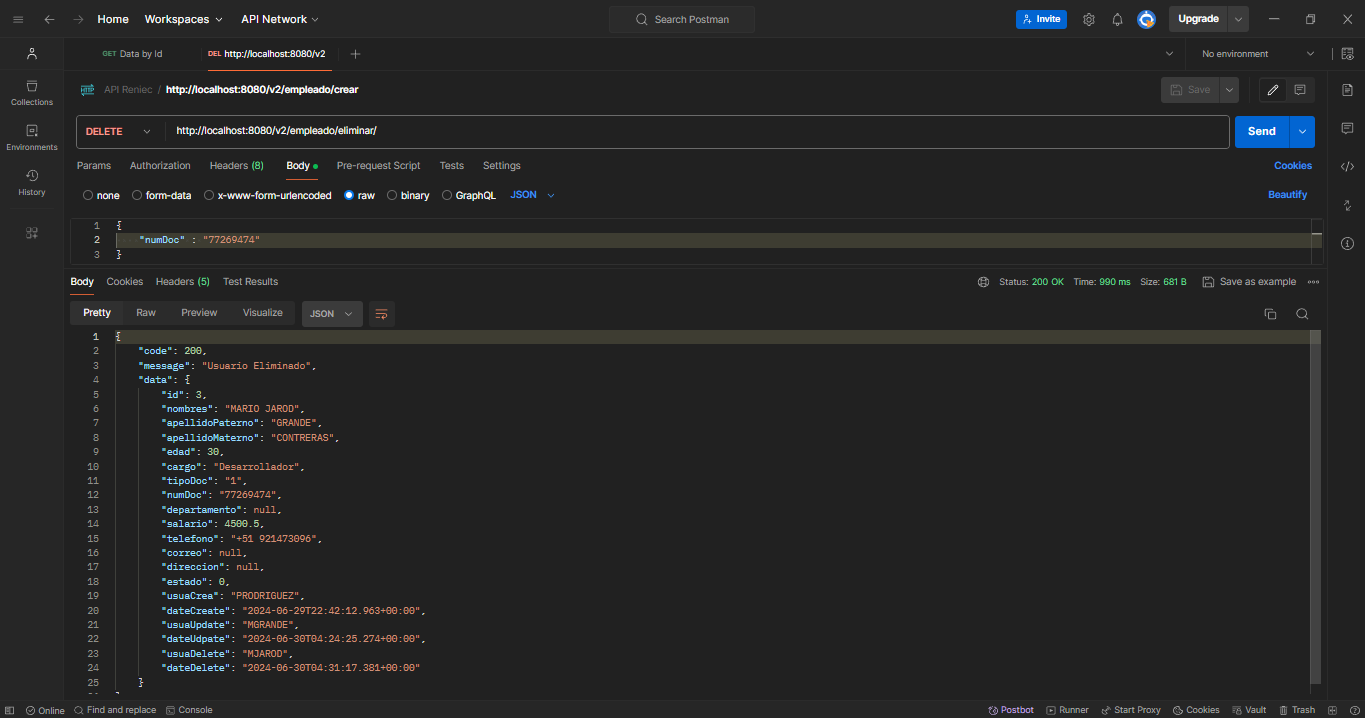 Home Workspaces API Network Search Postman Invite Upgrade
GET Data by Id DEL http://localhost:8080/v2 No environment
API Reniec / http://localhost:8080/v2/empleado/crear Save
Collections
DELETE http://localhost:8080/v2/empleado/eliminar/ Send
Environments
Params Authorization Headers (8) Body Pre-request Script Tests Settings Cookies
History
none form-data x-www-form-urlencoded raw binary GraphQL JSON Beautify
1 {
2 "numDoc" : "77269474"
3 }
Body Cookies Headers (5) Test Results Status: 200 OK Time: 990 ms Size: 681 B Save as example
Pretty Raw Preview Visualize JSON
1 {
2 "code": 200,
3 "message": "Usuario Eliminado",
4 "data": {
5 "id": 3,
6 "nombres": "MARIO JAROD",
7 "apellidoPaterno": "GRANDE",
8 "apellidoMaterno": "CONTRERAS",
9 "edad": 30,
10 "cargo": "Desarrollador",
11 "tipoDoc": "1",
12 "numDoc": "77269474",
13 "departamento": null,
14 "salario": 4500.5,
15 "telefono": "+51 921473096",
16 "correo": null,
17 "direccion": null,
18 "estado": 0,
19 "usuaCrea": "PRODRIGUEZ",
20 "dateCreate": "2024-06-29T22:42:12.963+00:00",
21 "usuaUpdate": "MGRANDE",
22 "dateUdpate": "2024-06-30T04:24:25.274+00:00",
23 "usuaDelete": "MJAROD",
24 "dateDelete": "2024-06-30T04:31:17.381+00:00"
25 }
Online Find and replace Console Postbot Runner Start Proxy Cookies Vault Trash